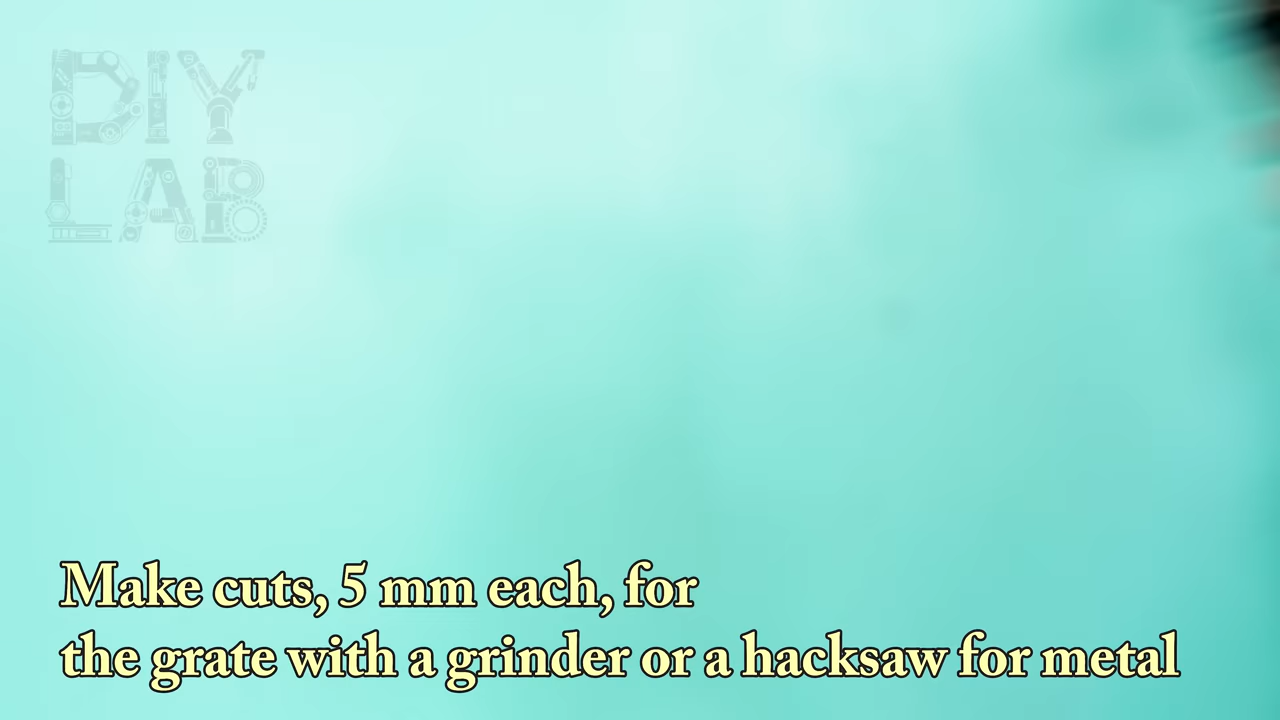 DIY
LAB
Make cuts, 5 mm each, for
the grate with a grinder or a hacksaw for metal